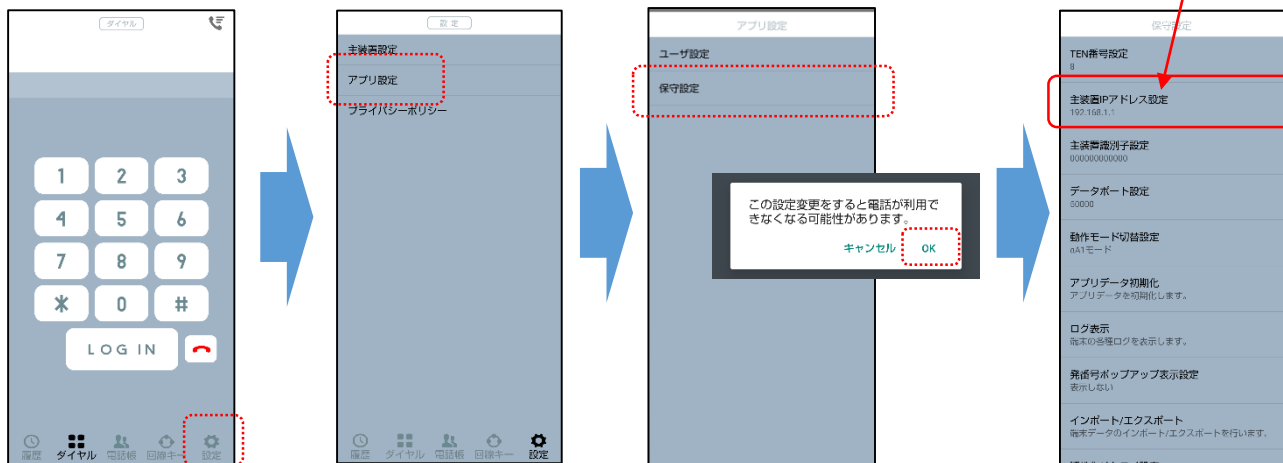 ダイヤル
1 2 3
4 5 6
7 8 9
* 0 #
LOG IN
履歴 ダイヤル 電話帳 回線キー 設定
設定
主装置設定
アプリ設定
プライバシーポリシー
履歴 ダイヤル 電話帳 回線キー 設定
アプリ設定
ユーザ設定
保守設定
この設定変更をすると電話が利用で
きなくなる可能性があります。
キャンセル OK
保守設定
TEN番号設定
8
主装置IPアドレス設定
192.168.1.1
主装置識別子設定
000000000000
データポート設定
50000
動作モード切替設定
αA1モード
アプリデータ初期化
アプリデータを初期化します。
ログ表示
端末の各種ログを表示します。
発番号ポップアップ表示設定
表示しない
インポート/エクスポート
端末データのインポート/エクスポートを行います。